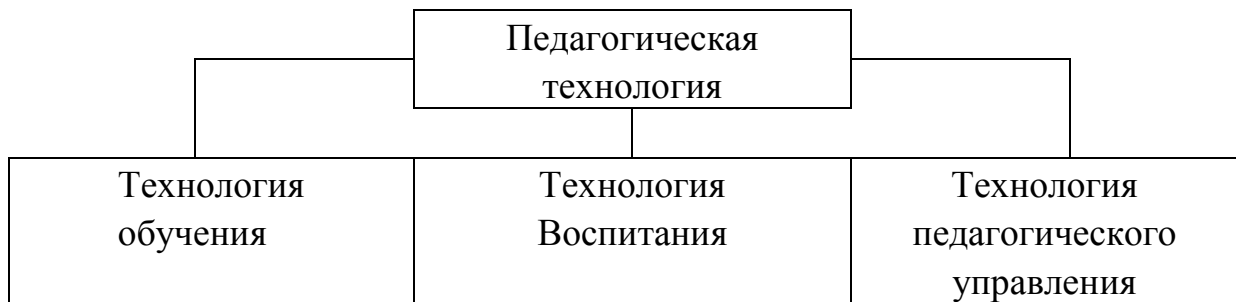 Педагогическая
технология
Технология
обучения
Технология
Воспитания
Технология
педагогического
управления